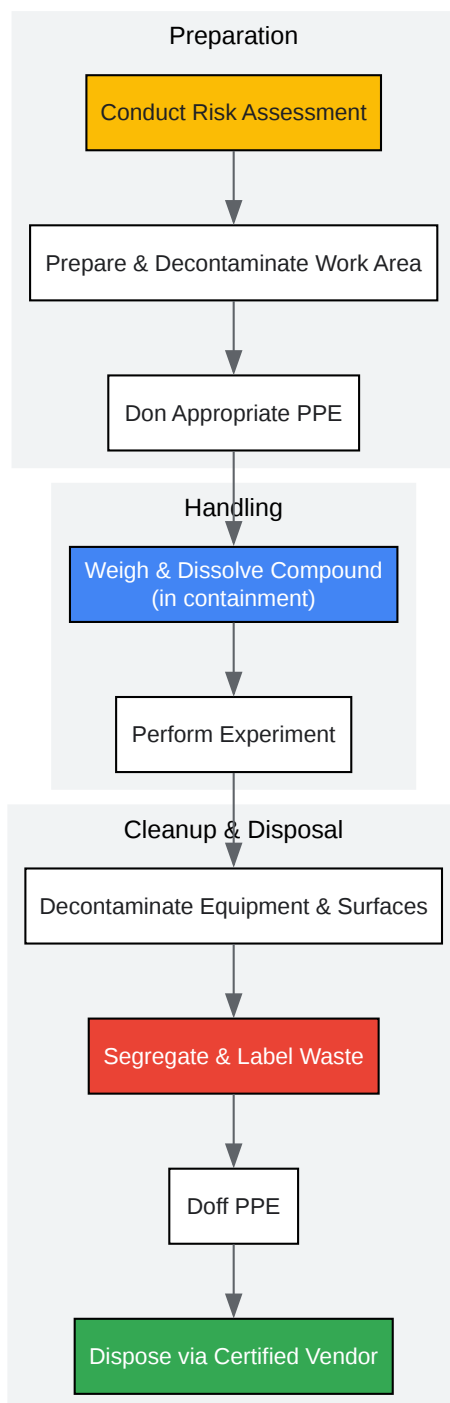 Preparation
Conduct Risk Assessment
Prepare & Decontaminate Work Area
Don Appropriate PPE
Handling
Weigh & Dissolve Compound
(in containment)
Perform Experiment
Cleanup & Disposal
Decontaminate Equipment & Surfaces
Segregate & Label Waste
Doff PPE
Dispose via Certified Vendor